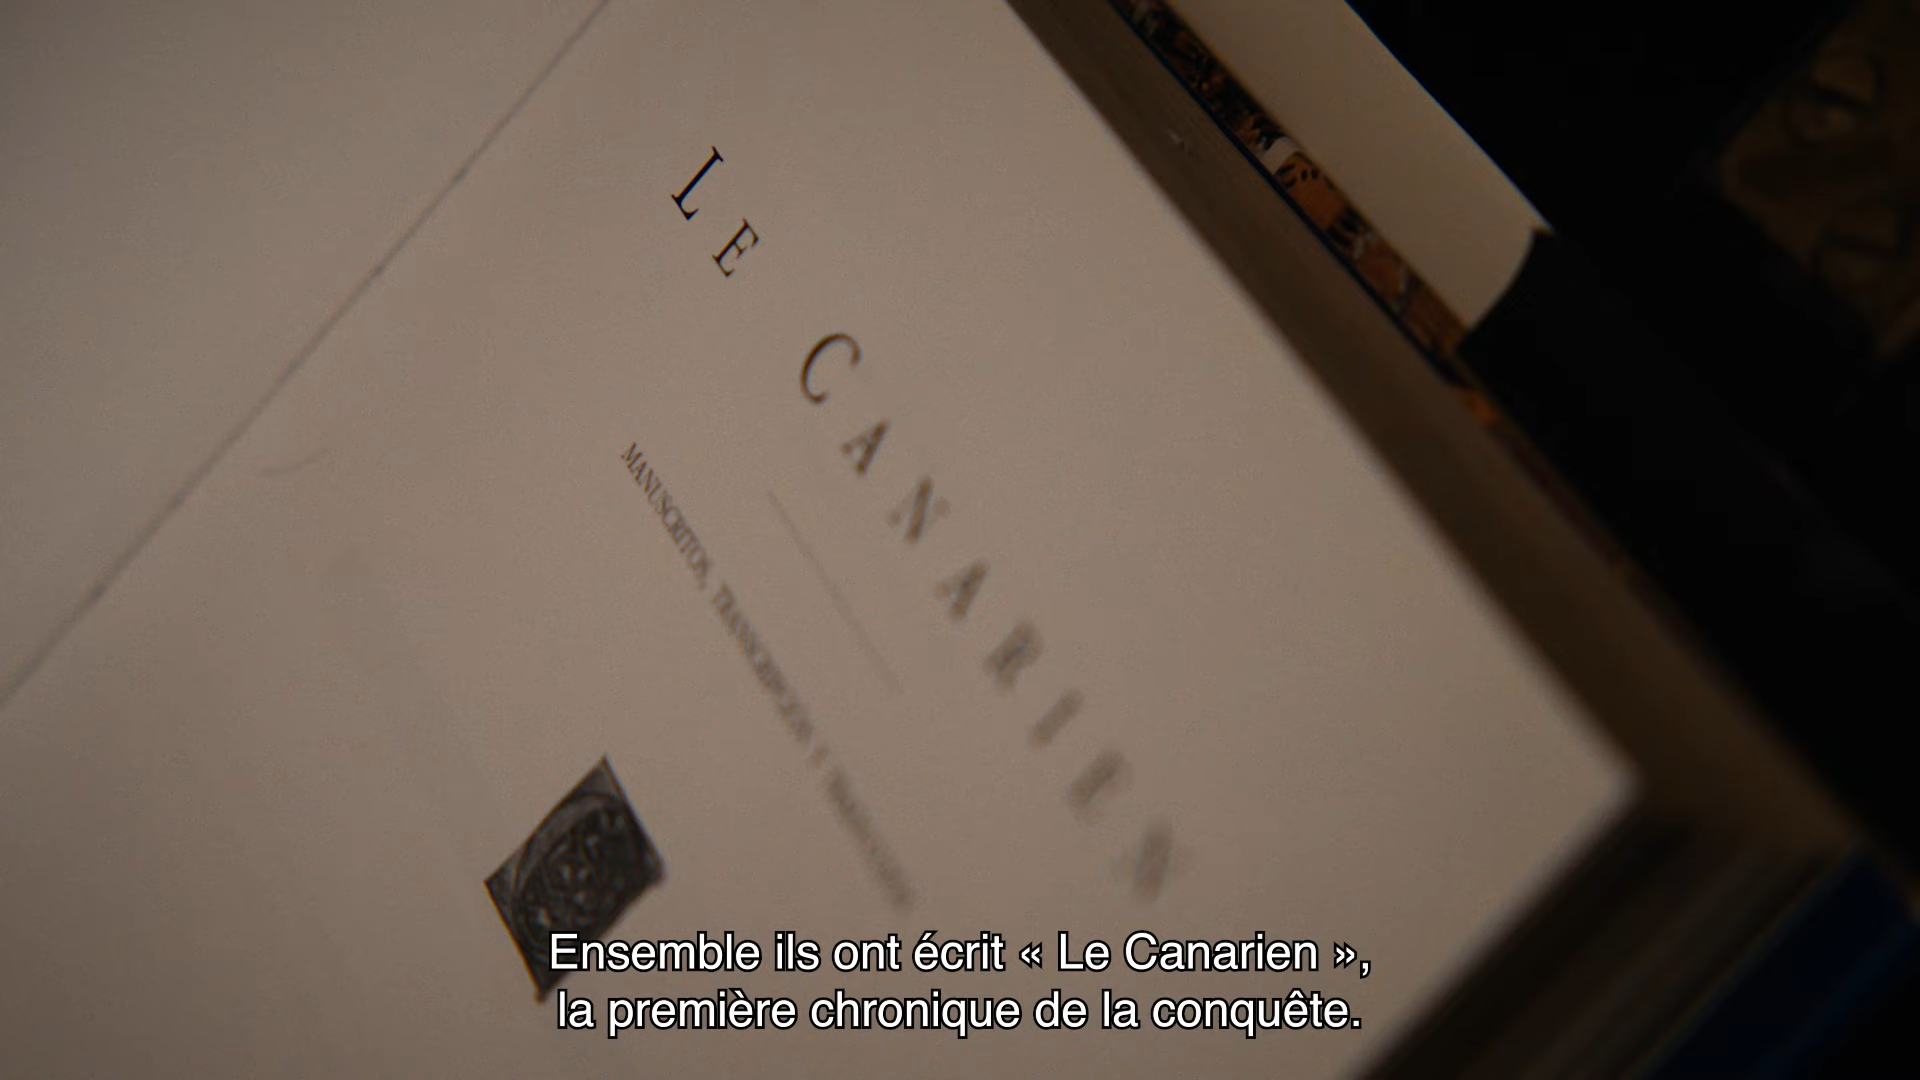 LE CANARIEN
MANUSCRITOS, TRANSCRIPCIÓN Y TRADUCCIÓN
Ensemble ils ont écrit « Le Canarien »,
la première chronique de la conquête.